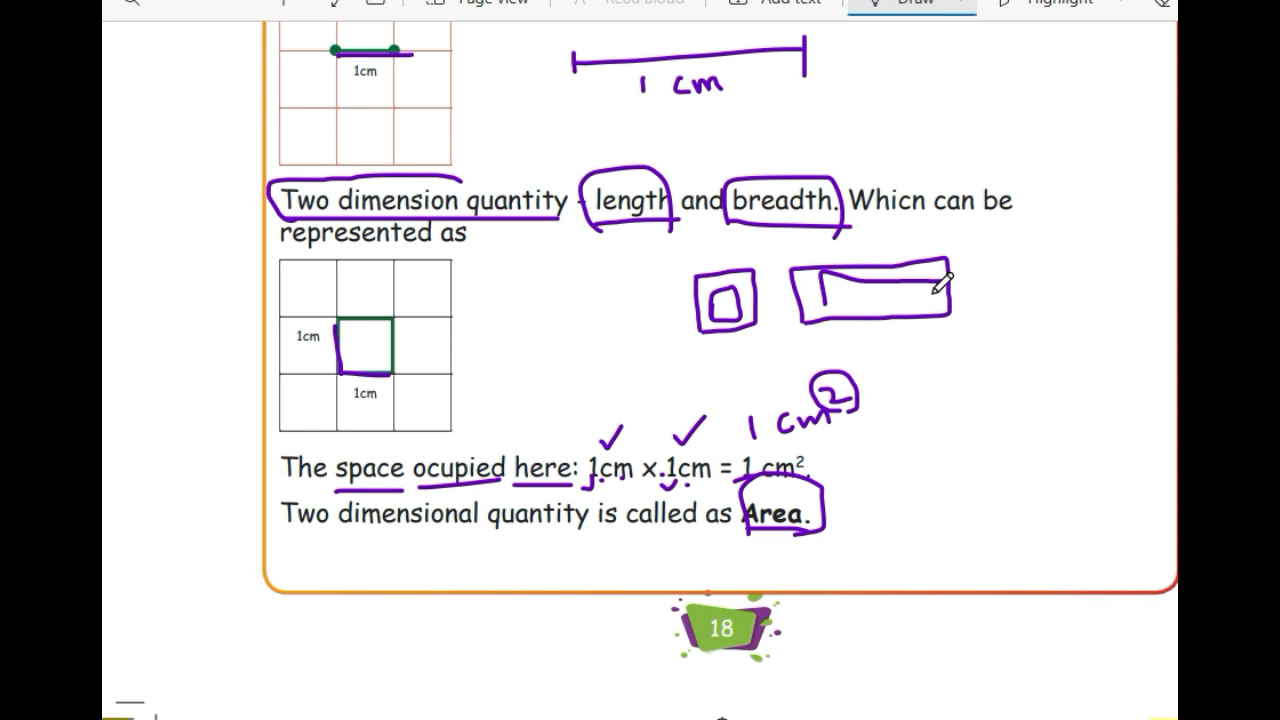 Page view
Read aloud
Add text
Draw
Highlight
1cm
1 cm
Two dimension quantity - length and breadth. Which can be
represented as
1cm
1cm
1 cm²
The space ocupied here: 1cm x 1cm = 1 cm².
Two dimensional quantity is called as Area.
18